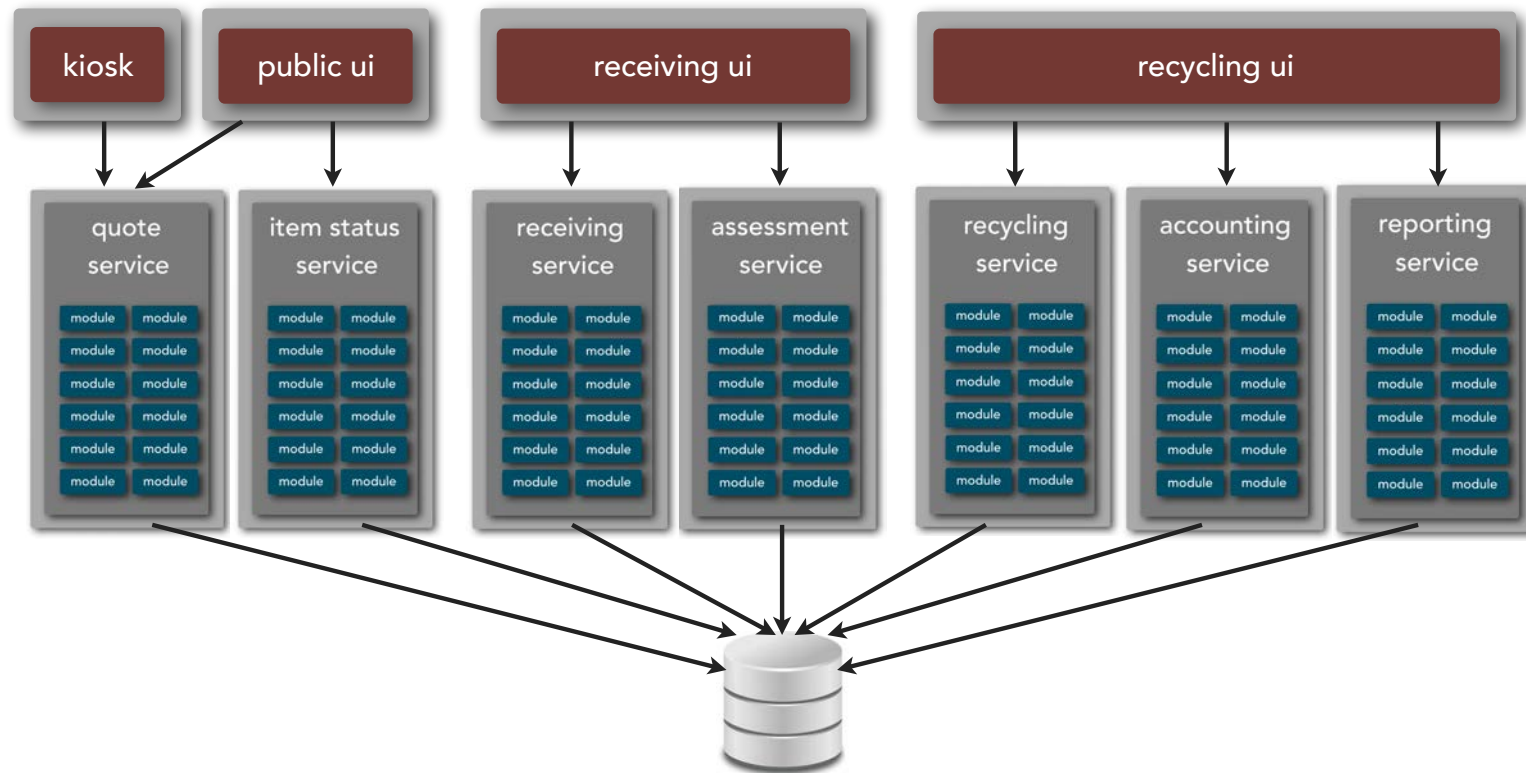 kiosk
public ui
receiving ui
recycling ui
quote
service
module module
module module
module module
module module
module module
module module
item status
service
module module
module module
module module
module module
module module
module module
receiving
service
module module
module module
module module
module module
module module
module module
assessment
service
module module
module module
module module
module module
module module
module module
recycling
service
module module
module module
module module
module module
module module
module module
accounting
service
module module
module module
module module
module module
module module
module module
reporting
service
module module
module module
module module
module module
module module
module module